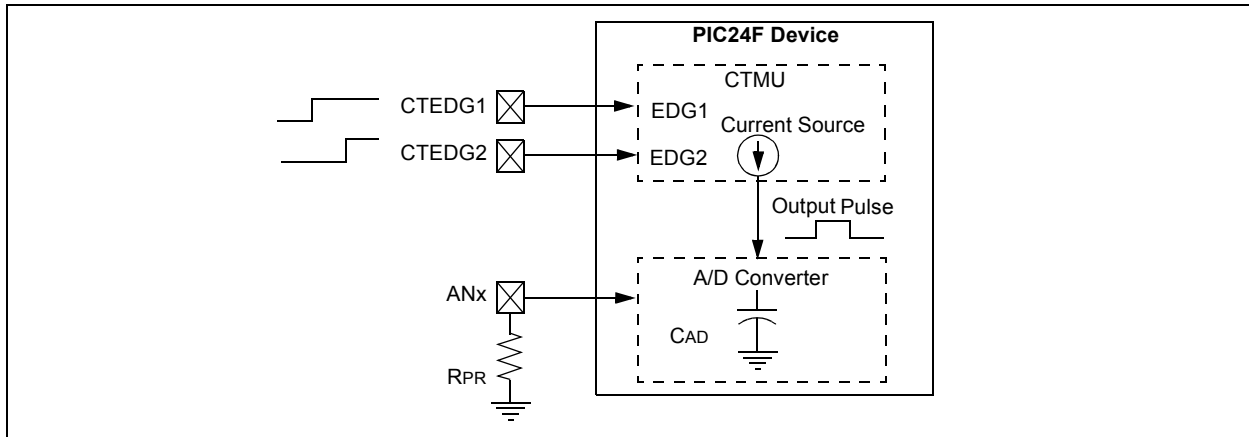 PIC24F Device
CTMU
CTEDG1
EDG1
Current Source
CTEDG2
EDG2
Output Pulse
A/D Converter
ANx
CAD
RPR